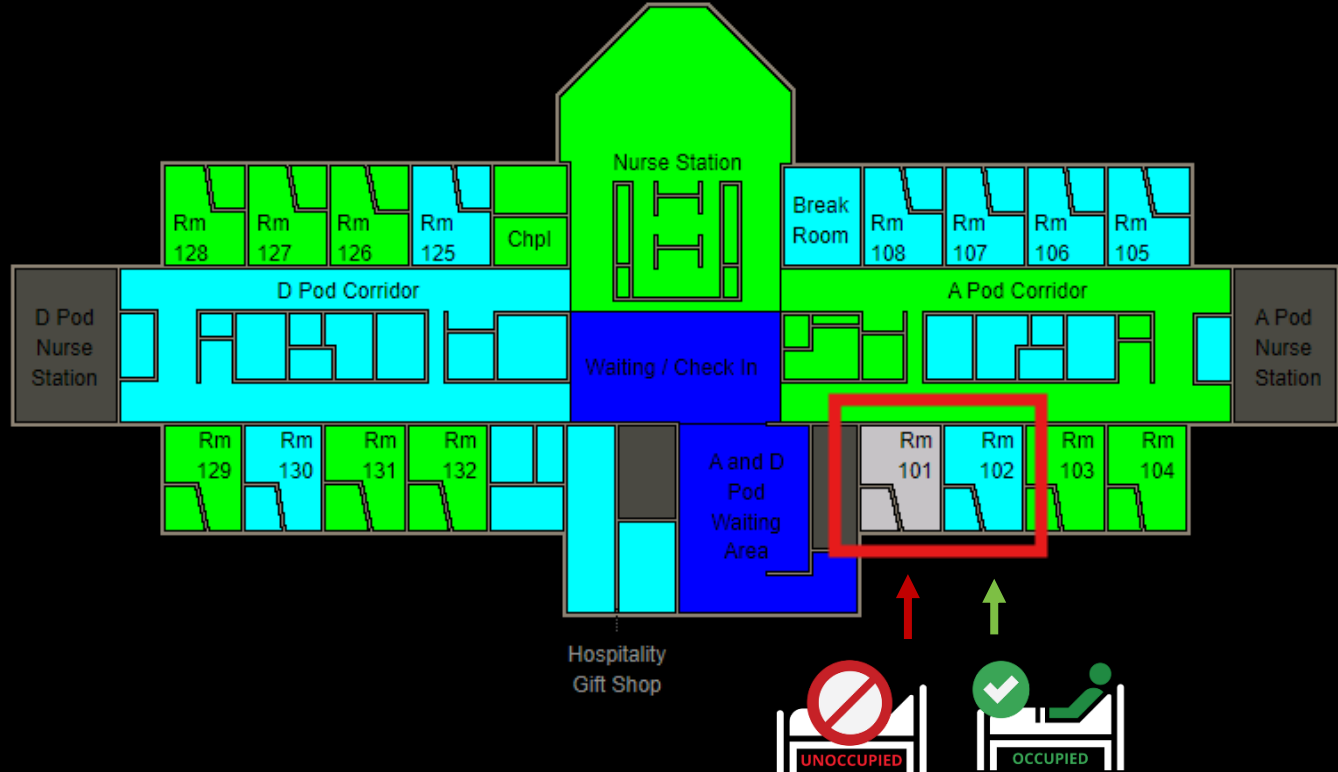 Nurse Station
Rm
128
Rm
127
Rm
126
Rm
125
Chpl
Break
Room
Rm
108
Rm
107
Rm
106
Rm
105
D Pod Corridor
A Pod Corridor
D Pod
Nurse
Station
Waiting / Check In
A Pod
Nurse
Station
Rm
129
Rm
130
Rm
131
Rm
132
A and D
Pod
Waiting
Area
Rm
101
Rm
102
Rm
103
Rm
104
Hospitality
Gift Shop
UNOCCUPIED
OCCUPIED